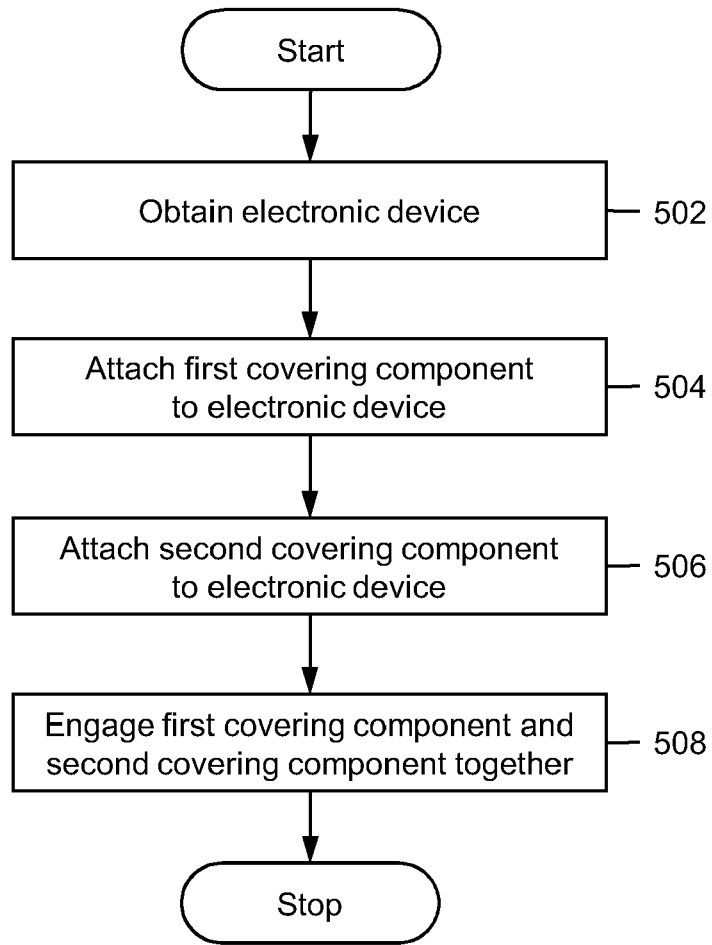 Start
Obtain electronic device
502
Attach first covering component
to electronic device
504
Attach second covering component
to electronic device
506
Engage first covering component and
second covering component together
508
Stop